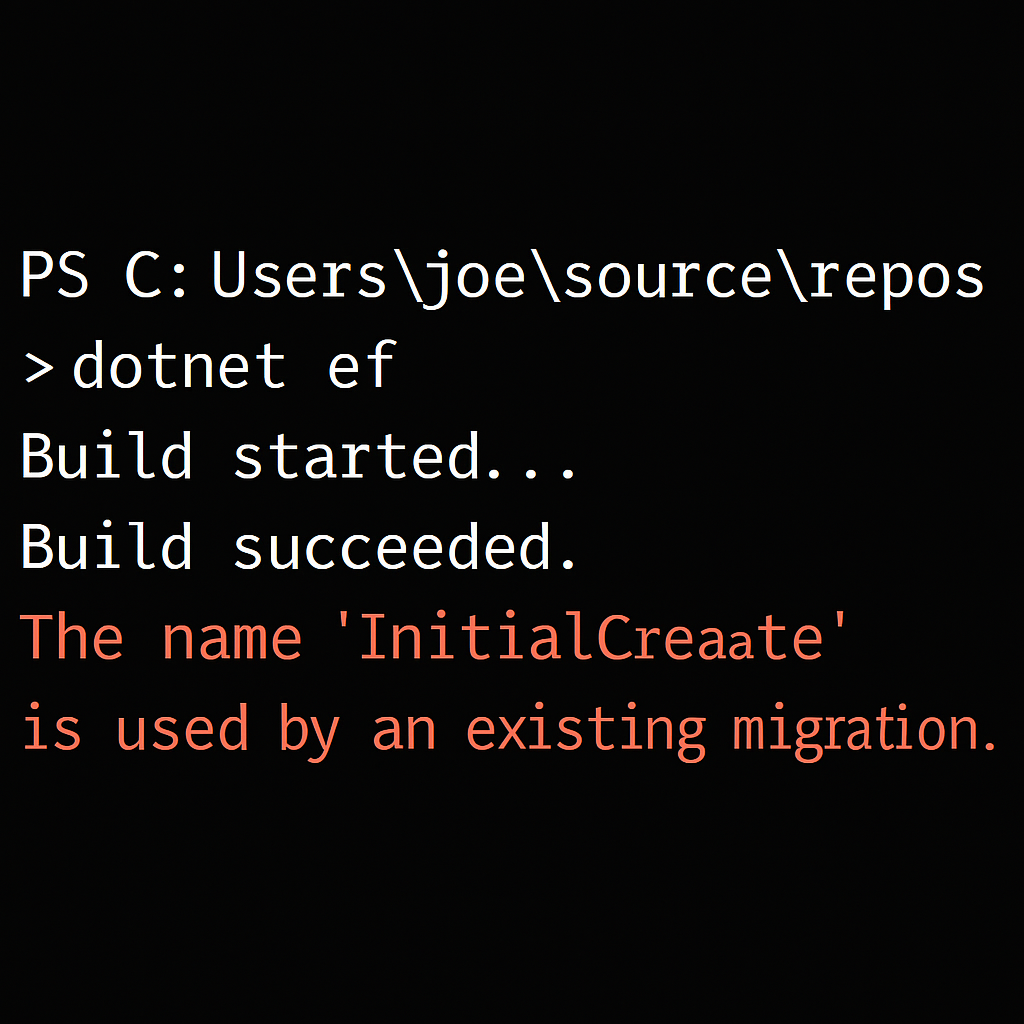 PS C: Users\joe\source\repos
> dotnet ef
Build started...
Build succeeded.
The name 'InitialCreaate'
is used by an existing migration.